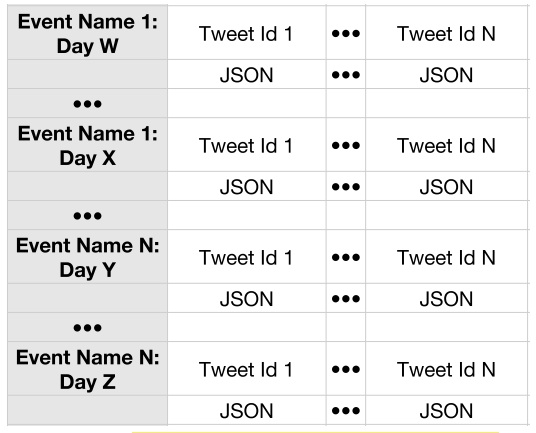 Event Name 1: Tweet Id 1 ••• Tweet Id N
Day W
JSON ••• JSON
•••
Event Name 1: Tweet Id 1 ••• Tweet Id N
Day X
JSON ••• JSON
•••
Event Name N: Tweet Id 1 ••• Tweet Id N
Day Y
JSON ••• JSON
•••
Event Name N: Tweet Id 1 ••• Tweet Id N
Day Z
JSON ••• JSON